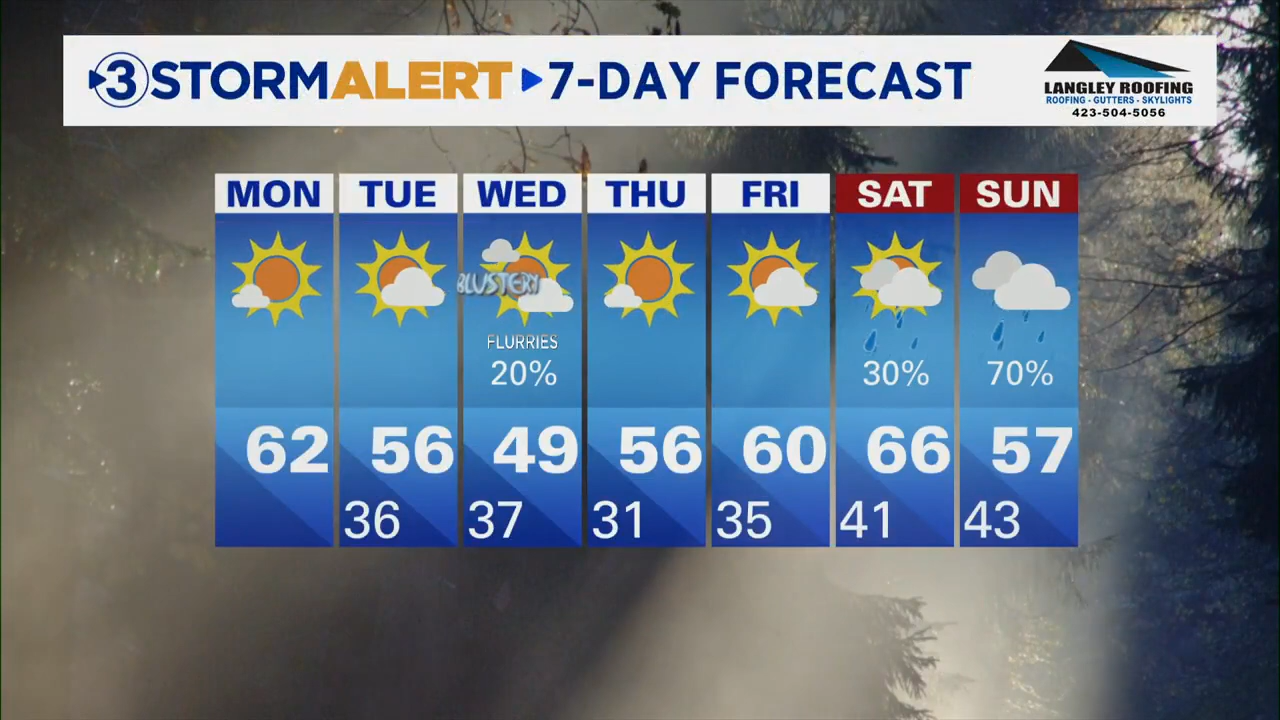 3 STORMALERT 7-DAY FORECAST
LANGLEY ROOFING
ROOFING - GUTTERS - SKYLIGHTS
423-504-5056
MON TUE WED THU FRI SAT SUN
BLUSTERY
FLURRIES
20% 30% 70%
62 56 49 56 60 66 57
36 37 31 35 41 43